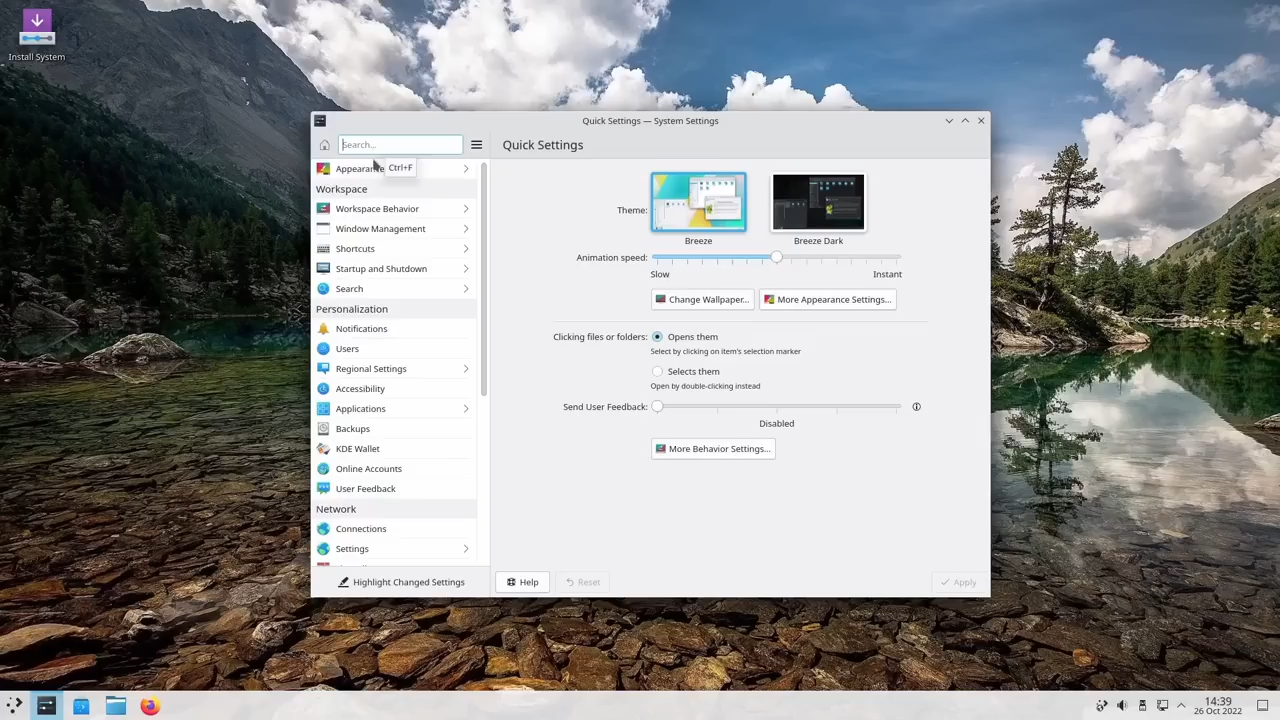 Install System
Quick Settings — System Settings
Search...
Quick Settings
Appearance
Ctrl+F
Workspace
Workspace Behavior
Window Management
Shortcuts
Startup and Shutdown
Search
Personalization
Notifications
Users
Regional Settings
Accessibility
Applications
Backups
KDE Wallet
Online Accounts
User Feedback
Network
Connections
Settings
Highlight Changed Settings
Theme:
Breeze
Breeze Dark
Animation speed:
Slow
Instant
Change Wallpaper...
More Appearance Settings...
Clicking files or folders:
Opens them
Select by clicking on item's selection marker
Selects them
Open by double-clicking instead
Send User Feedback:
Disabled
More Behavior Settings...
Help
Reset
Apply
14:39
26 Oct 2022